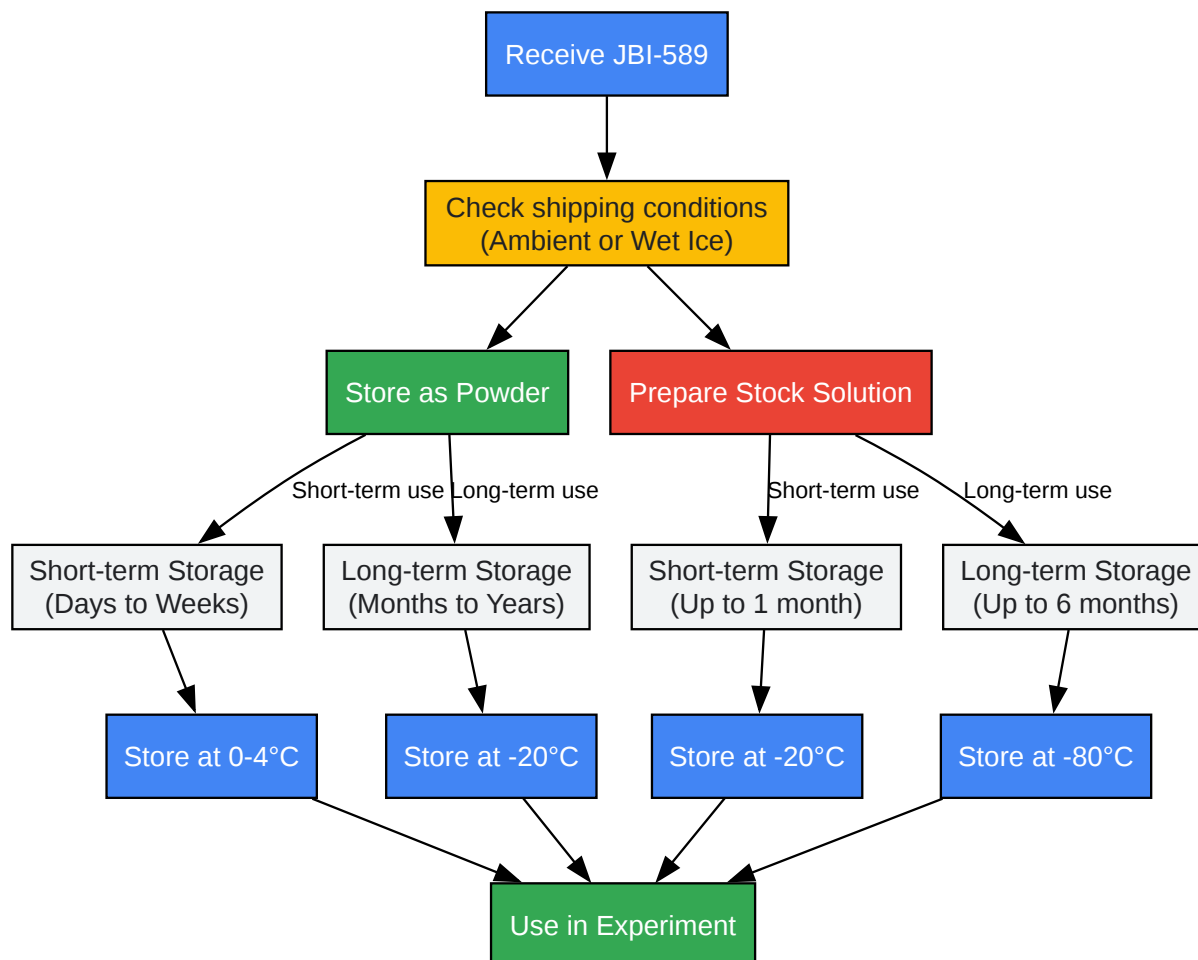 Receive JBI-589
Check shipping conditions
(Ambient or Wet Ice)
Store as Powder
Prepare Stock Solution
Short-term use
Long-term use
Short-term use
Long-term use
Short-term Storage
(Days to Weeks)
Long-term Storage
(Months to Years)
Short-term Storage
(Up to 1 month)
Long-term Storage
(Up to 6 months)
Store at 0-4°C
Store at -20°C
Store at -20°C
Store at -80°C
Use in Experiment